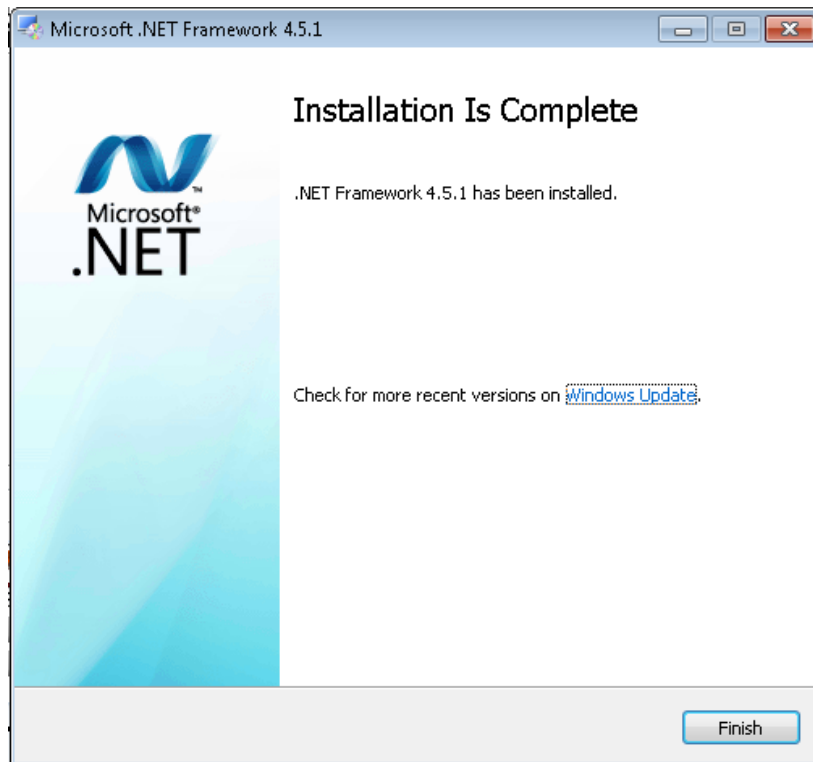 Microsoft .NET Framework 4.5.1
Installation Is Complete
Microsoft®
.NET
™
.NET Framework 4.5.1 has been installed.
Check for more recent versions on Windows Update.
Finish